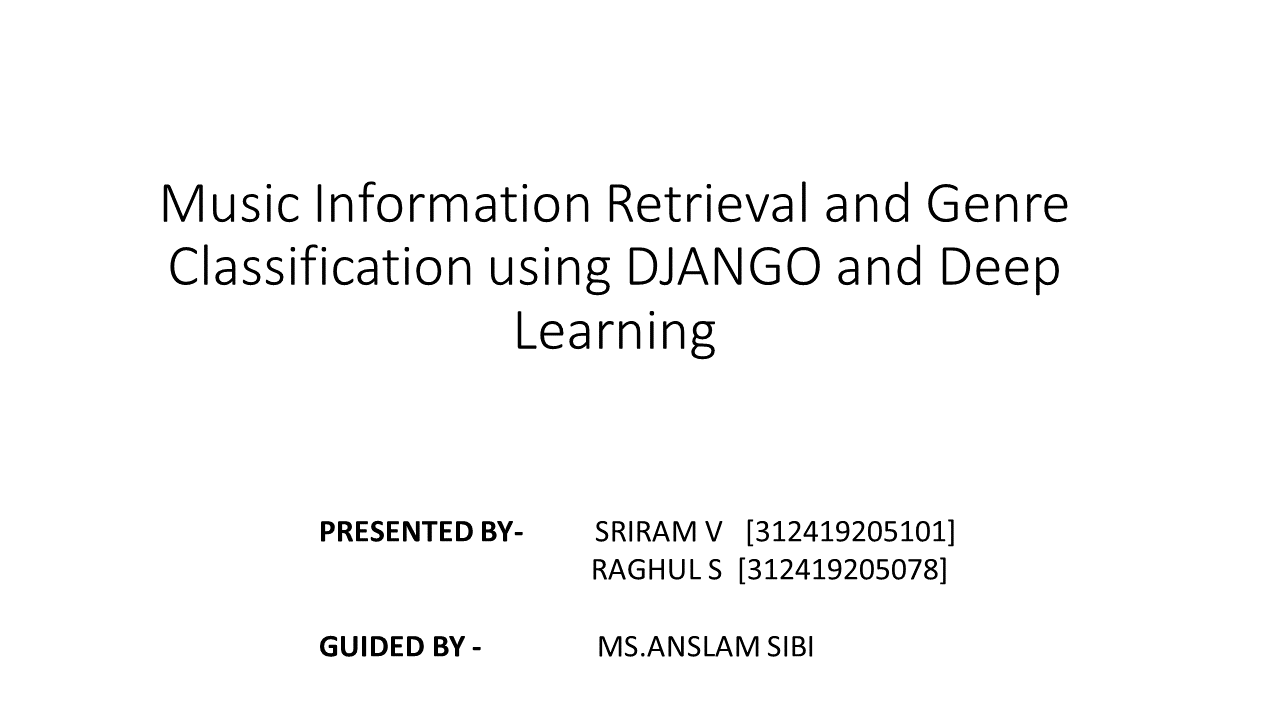 Music Information Retrieval and Genre
Classification using DJANGO and Deep
Learning
PRESENTED BY- SRIRAM V [312419205101]
RAGHUL S [312419205078]
GUIDED BY - MS.ANSLAM SIBI